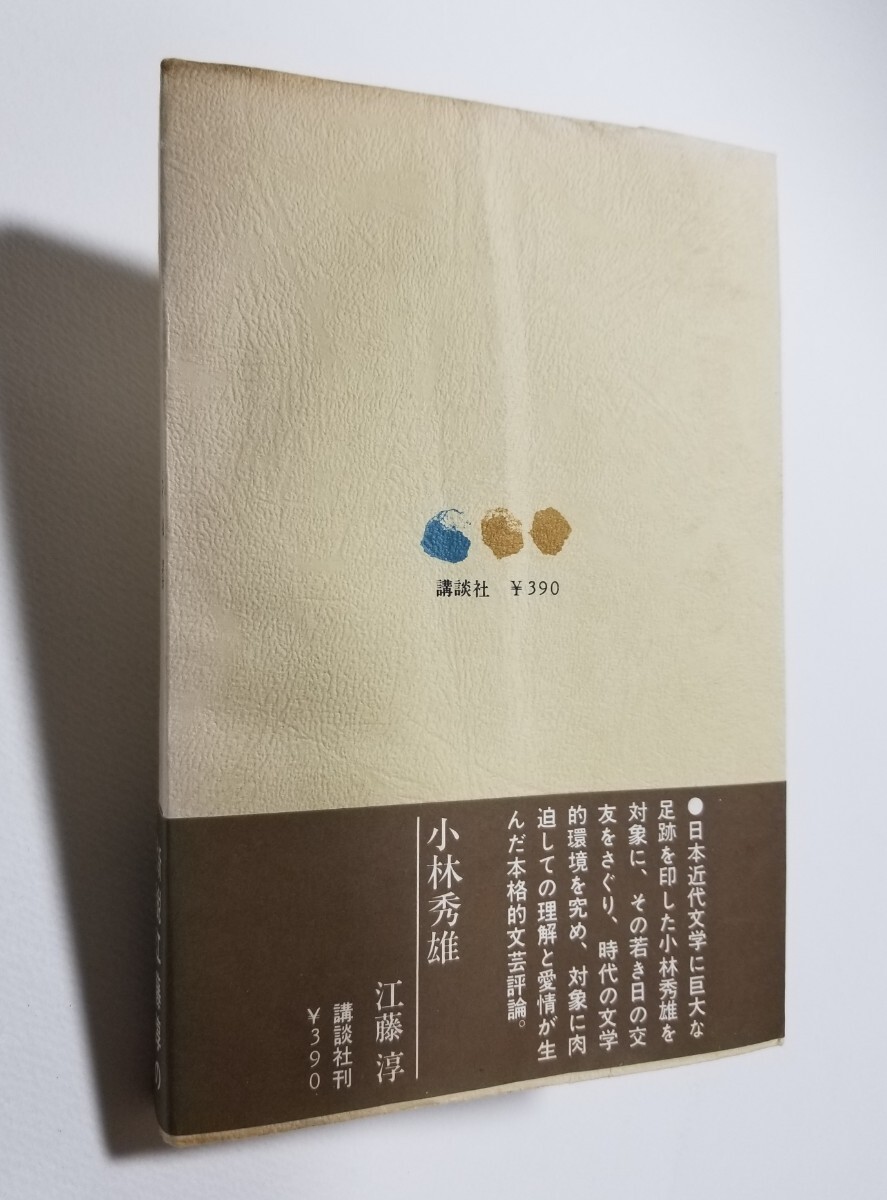 講談社 ¥390
●日本近代文学に巨大な
足跡を印した小林秀雄を
対象に、その若き日の交
友をさぐり、時代の文学
的環境を究め、対象に肉
迫しての理解と愛情が生
んだ本格的文芸評論。
小林秀雄
江藤 淳
講談社刊
¥390